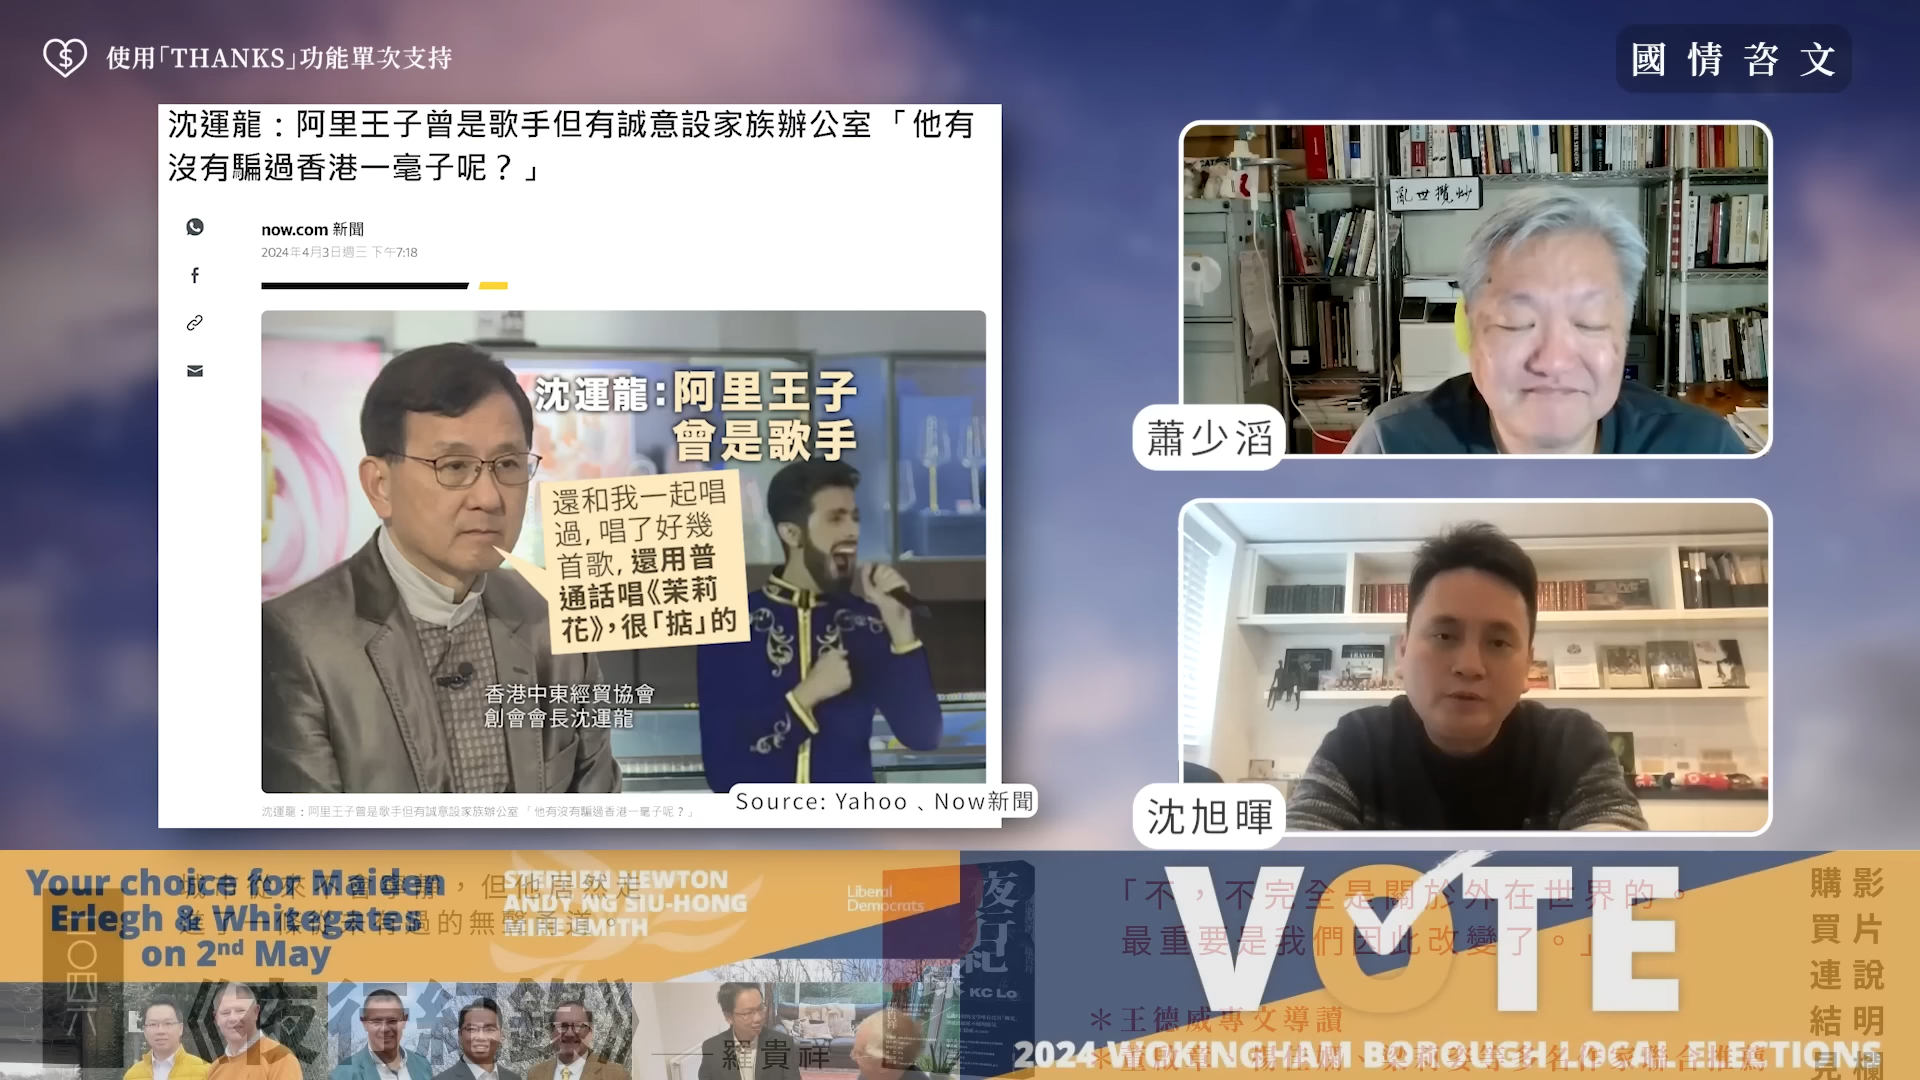 使用「THANKS」功能單次支持
國情咨文
沈運龍：阿里王子曾是歌手但有誠意設家族辦公室「他有
沒有騙過香港一毫子呢？」
now.com 新聞
2024年4月3日週三 下午7:18
沈運龍：阿里王子
曾是歌手
還和我一起唱
過，唱了好幾
首歌，還用普
通話唱《茉莉
花》，很「掂」的
香港中東經貿協會
創會會長沈運龍
沈運龍：阿里王子曾是歌手但有誠意設家族辦公室「他有沒有騙過香港一毫子呢？」
Source: Yahoo、Now新聞
亂世攬炒
蕭少滔
沈旭暉
Your choice for Maiden
Erlegh & Whitegates
on 2nd May
STEPHEN NEWTON
ANDY NG SIU-HONG
MIKE SMITH
Liberal
Democrats
《夜行紀錄》
——羅貴祥
夜行紀
KC Lo
「不，不完全是關於外在世界的。
最重要是我們因此改變了。」
VOTE
＊王德威專文導讀
2024 WOKINGHAM BOROUGH LOCAL ELECTIONS
購買連結
影片說明欄